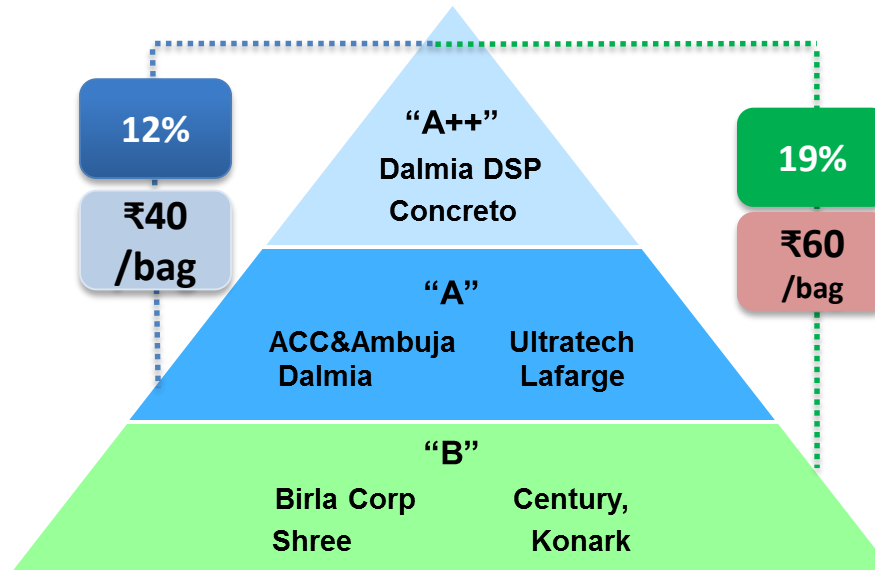 “A++”
Dalmia DSP
Concreto
12%
₹40
/bag
19%
₹60
/bag
“A”
ACC&Ambuja Ultratech
Dalmia Lafarge
“B”
Birla Corp Century,
Shree Konark